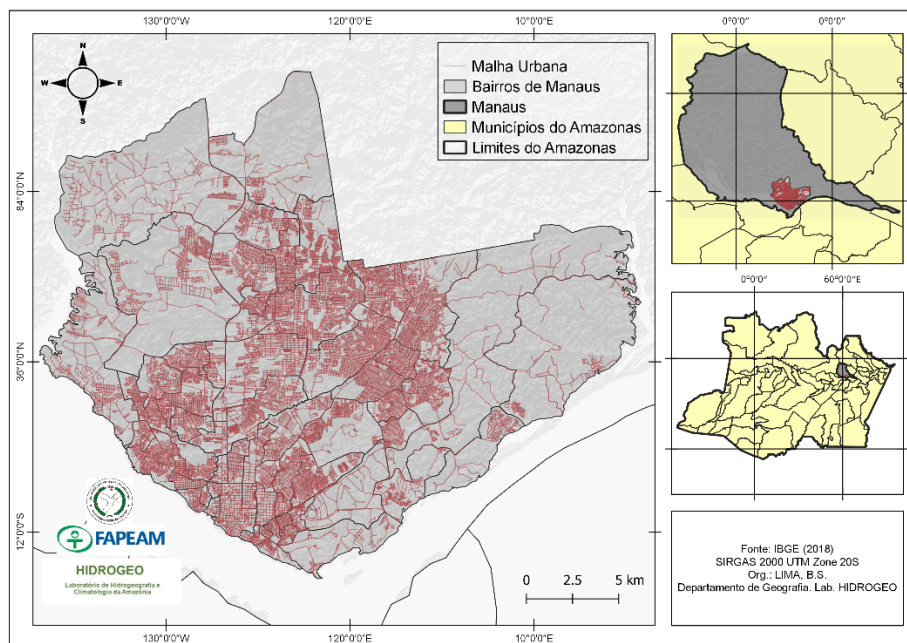 130°0'0"W
120°0'0"W
10°0'0"W
0°0'0"
0°0'0"
N
W
E
S
Malha Urbana
Bairros de Manaus
Manaus
Municípios do Amazonas
Limites do Amazonas
84°0'0"N
36°0'0"N
12°0'0"S
0°0'0"
60°0'0"W
FAPEAM
HIDROGEO
Laboratório de Hidrogeografia e
Climatologia da Amazônia
0
2.5
5 km
Fonte: IBGE (2018)
SIRGAS 2000 UTM Zone 20S
Org.: LIMA, B.S.
Departamento de Geografia. Lab. HIDROGEO
130°0'0"W
120°0'0"W
10°0'0"W